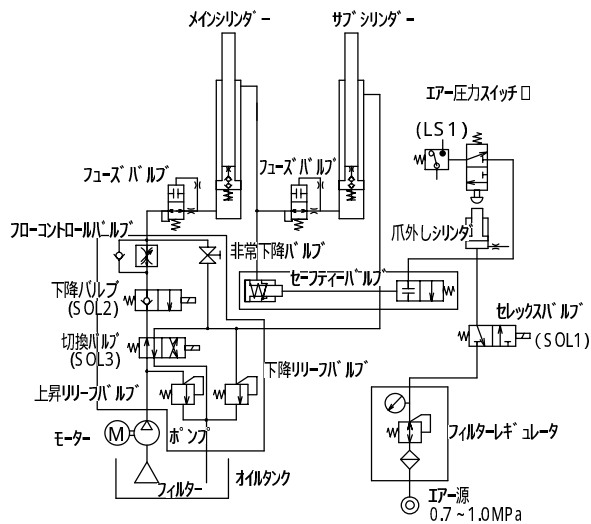 メインシリンダー
サブシリンダー
エアー圧力スイッチ□
(LS1)
フューズバルブ
フューズバルブ
爪外しシリンダ
フローコントロールバルブ
非常下降バルブ
セーフティーバルブ
下降バルブ
(SOL2)
セレックスバルブ
(SOL1)
切換バルブ
(SOL3)
下降リリーフバルブ
上昇リリーフバルブ
モーター
M
ポンプ
フィルターレギュレータ
フィルター
オイルタンク
エアー源
0.7~1.0MPa